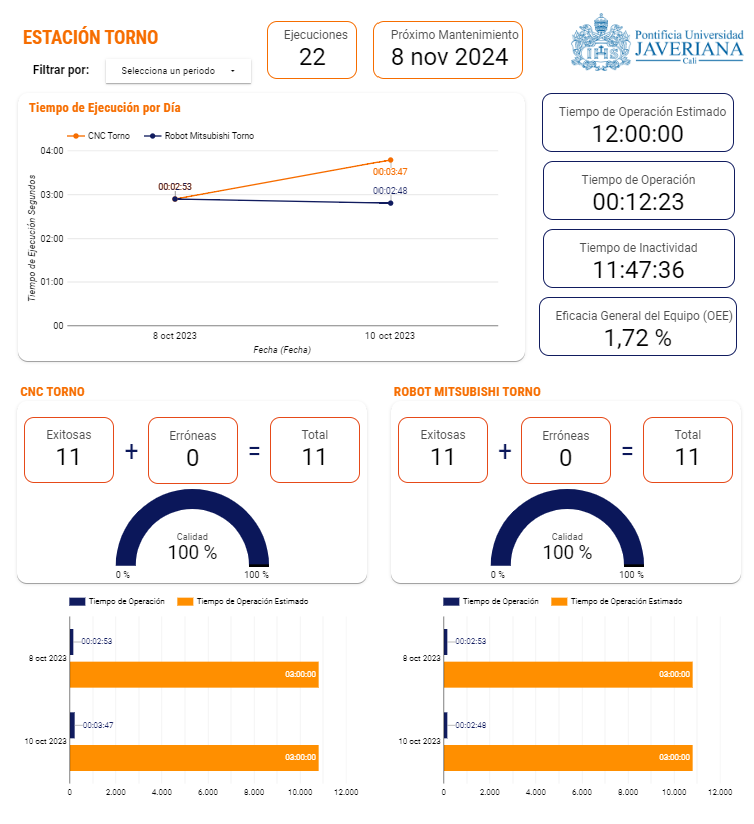 ESTACIÓN TORNO
Filtrar por:
Selecciona un periodo
Ejecuciones
22
Próximo Mantenimiento
8 nov 2024
Pontificia Universidad
JAVERIANA
Cali
Tiempo de Ejecución por Día
CNC Torno
Robot Mitsubishi Torno
Tiempo de Ejecución Segundos
04:00
03:00
02:00
01:00
00
00:02:53
00:03:47
00:02:48
8 oct 2023
10 oct 2023
Fecha (Fecha)
Tiempo de Operación Estimado
12:00:00
Tiempo de Operación
00:12:23
Tiempo de Inactividad
11:47:36
Eficacia General del Equipo (OEE)
1,72 %
CNC TORNO
Exitosas
11
+
Erróneas
0
=
Total
11
Calidad
100 %
0 %
100 %
Tiempo de Operación
Tiempo de Operación Estimado
8 oct 2023
00:02:53
03:00:00
10 oct 2023
00:03:47
03:00:00
0
2.000
4.000
6.000
8.000
10.000
12.000
ROBOT MITSUBISHI TORNO
Exitosas
11
+
Erróneas
0
=
Total
11
Calidad
100 %
0 %
100 %
Tiempo de Operación
Tiempo de Operación Estimado
8 oct 2023
00:02:53
03:00:00
10 oct 2023
00:02:48
03:00:00
0
2.000
4.000
6.000
8.000
10.000
12.000